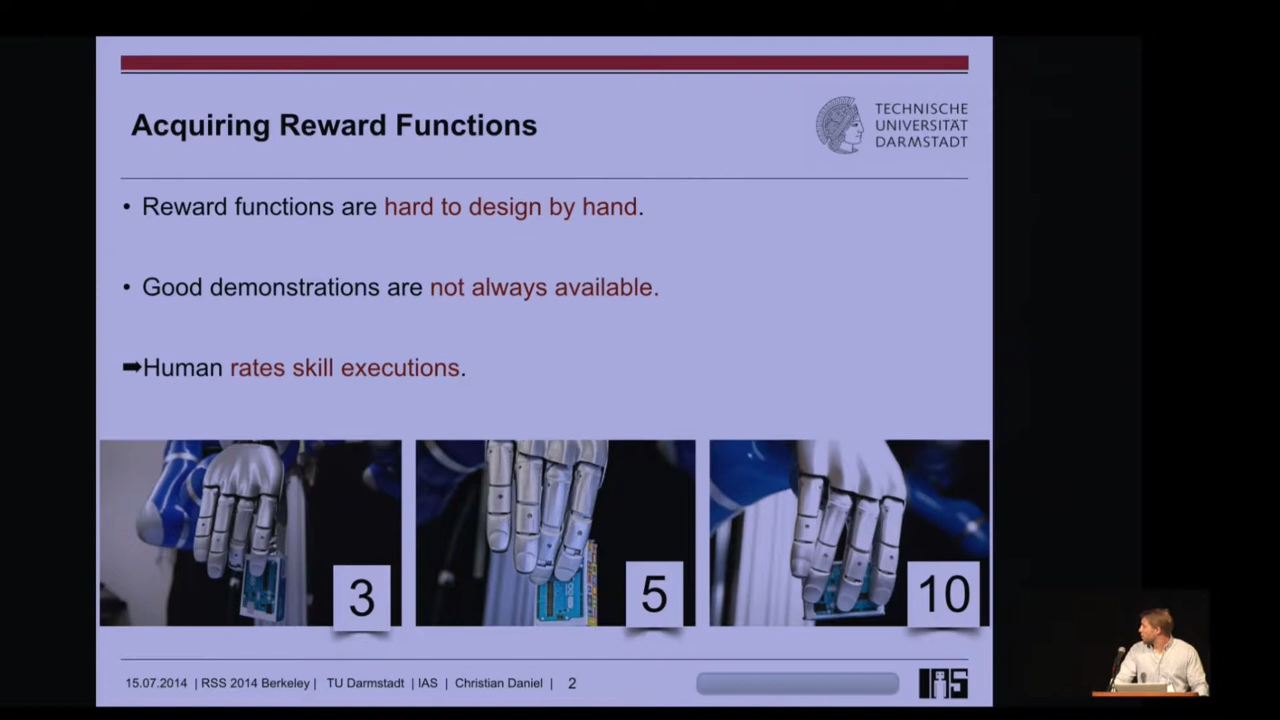 Acquiring Reward Functions
TECHNISCHE
UNIVERSITÄT
DARMSTADT
• Reward functions are hard to design by hand.
• Good demonstrations are not always available.
➡Human rates skill executions.
3
5
10
15.07.2014 | RSS 2014 Berkeley | TU Darmstadt | IAS | Christian Daniel | 2
IAS